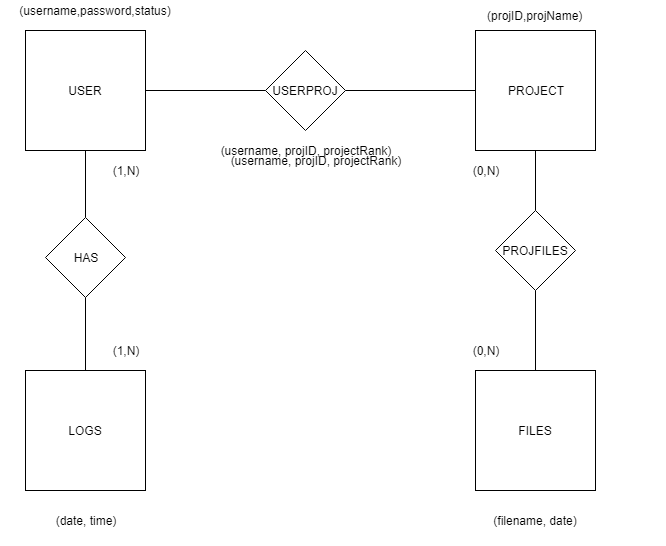 (username,password,status)
(projID,projName)
USER
USERPROJ
PROJECT
(username, projID, projectRank)
(username, projID, projectRank)
(1,N)
(0,N)
HAS
PROJFILES
(1,N)
(0,N)
LOGS
FILES
(date, time)
(filename, date)